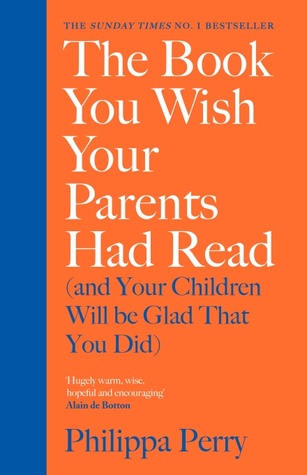 THE SUNDAY TIMES NO. 1 BESTSELLER
The Book
You Wish
Your
Parents
Had Read
(and Your Children
Will be Glad That
You Did)
‘Hugely warm, wise,
hopeful and encouraging’
Alain de Botton
Philippa Perry